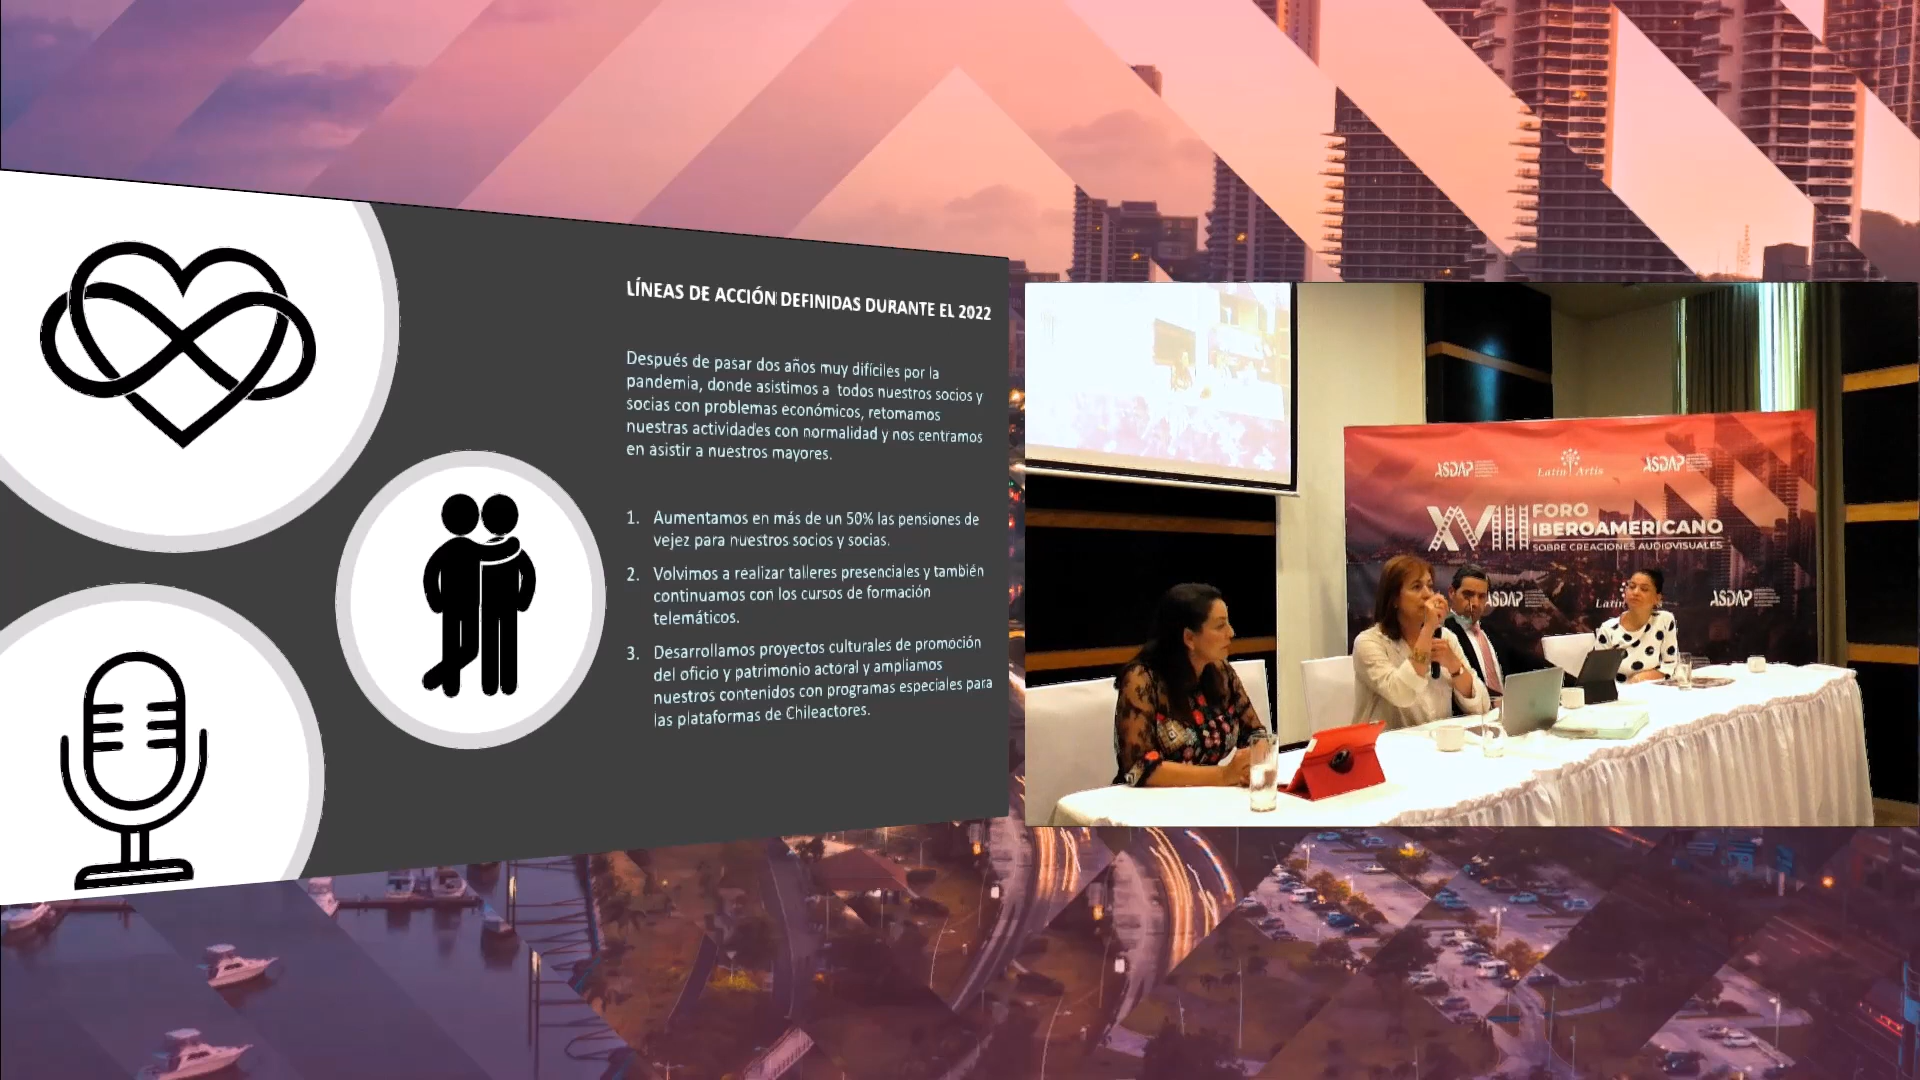 LÍNEAS DE ACCIÓN DEFINIDAS DURANTE EL 2022
Después de pasar dos años muy difíciles por la
pandemia, donde asistimos a todos nuestros socios y
socias con problemas económicos, retomamos
nuestras actividades con normalidad y nos centramos
en asistir a nuestros mayores.
1. Aumentamos en más de un 50% las pensiones de
vejez para nuestros socios y socias.
2. Volvimos a realizar talleres presenciales y también
continuamos con los cursos de formación
telemáticos.
3. Desarrollamos proyectos culturales de promoción
del oficio y patrimonio actoral y ampliamos
nuestros contenidos con programas especiales para
las plataformas de Chileactores.
ASDAP
Latin Artis
ASDAP
XVIII FORO
IBEROAMERICANO
SOBRE CREACIONES AUDIOVISUALES
ASDAP
Latin
ASDAP